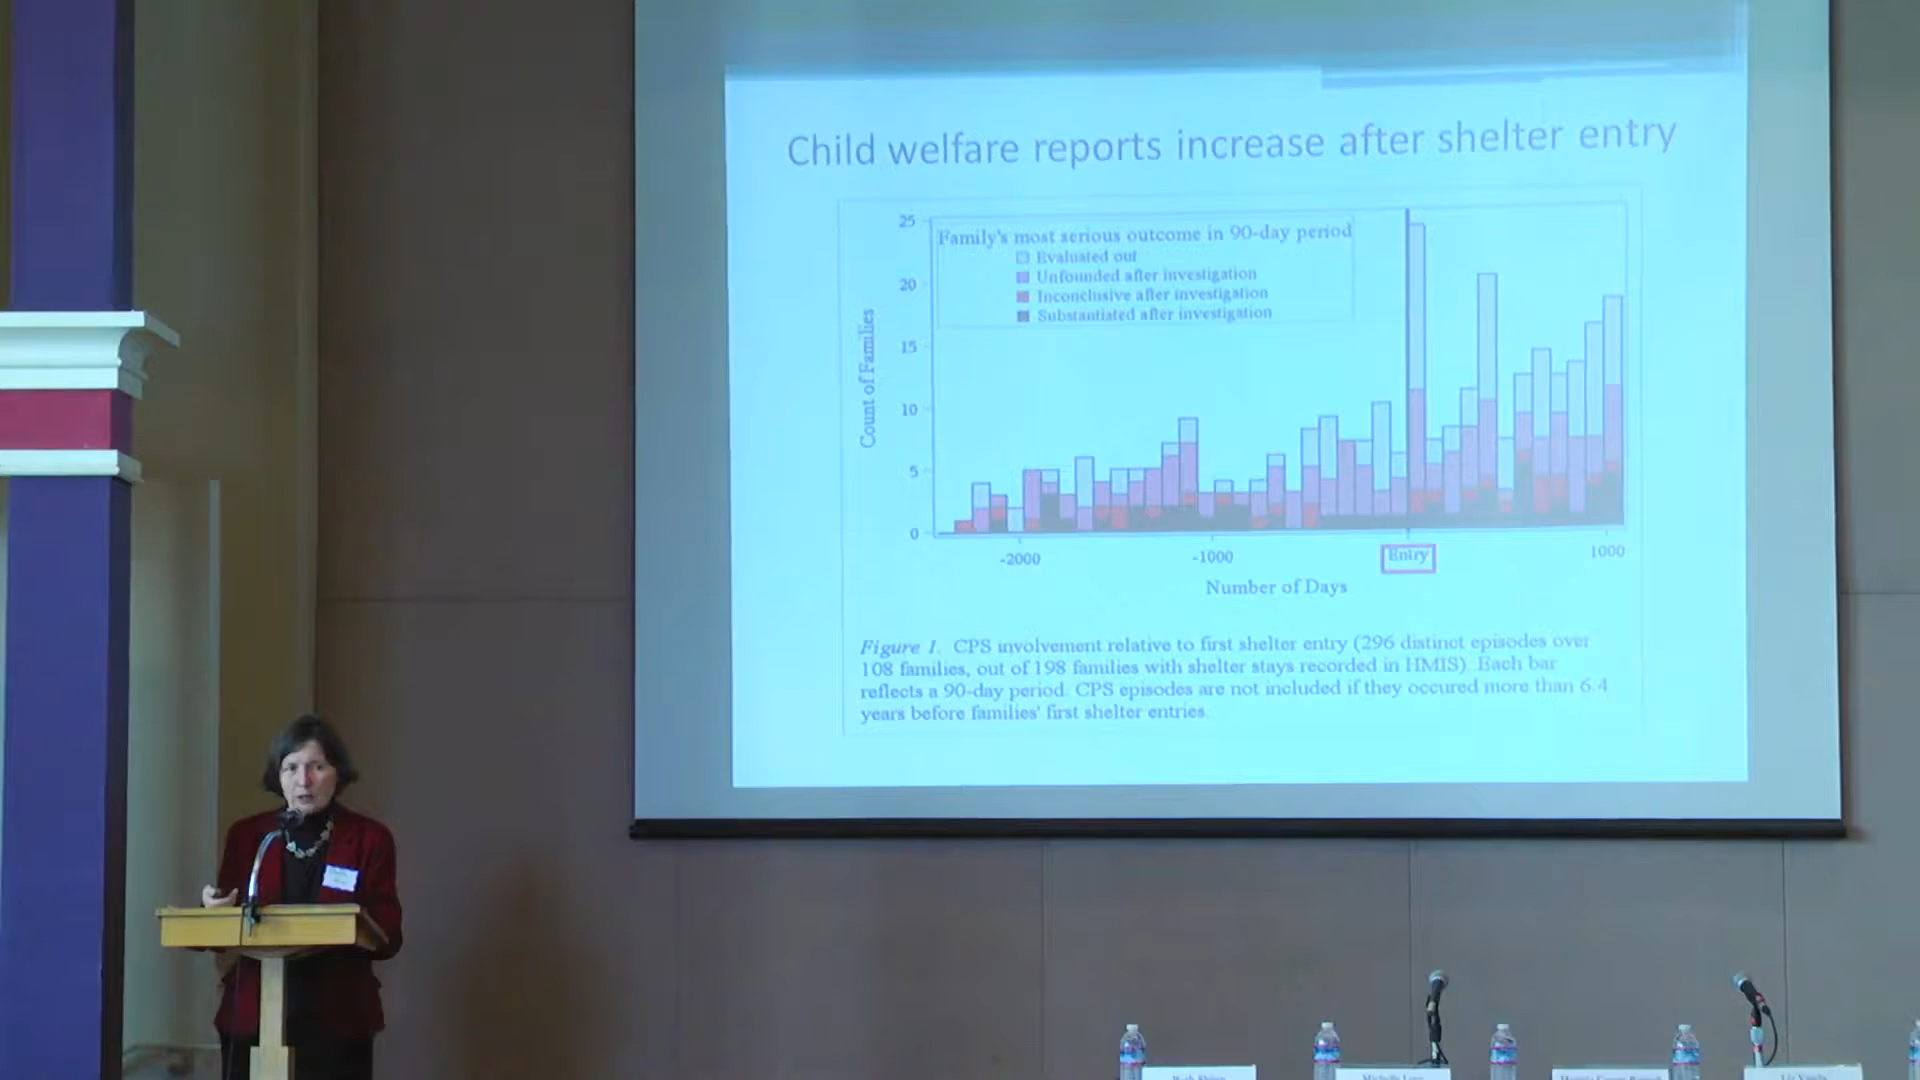 Child welfare reports increase after shelter entry
Family's most serious outcome in 90-day period
Evaluated out
Unfounded after investigation
Inconclusive after investigation
Substantiated after investigation
Count of Families
25
20
15
10
5
0
-2000
-1000
Entry
1000
Number of Days
Figure 1. CPS involvement relative to first shelter entry (296 distinct episodes over
108 families, out of 198 families with shelter stays recorded in HMIS). Each bar
reflects a 90-day period. CPS episodes are not included if they occured more than 6.4
years before families' first shelter entries.